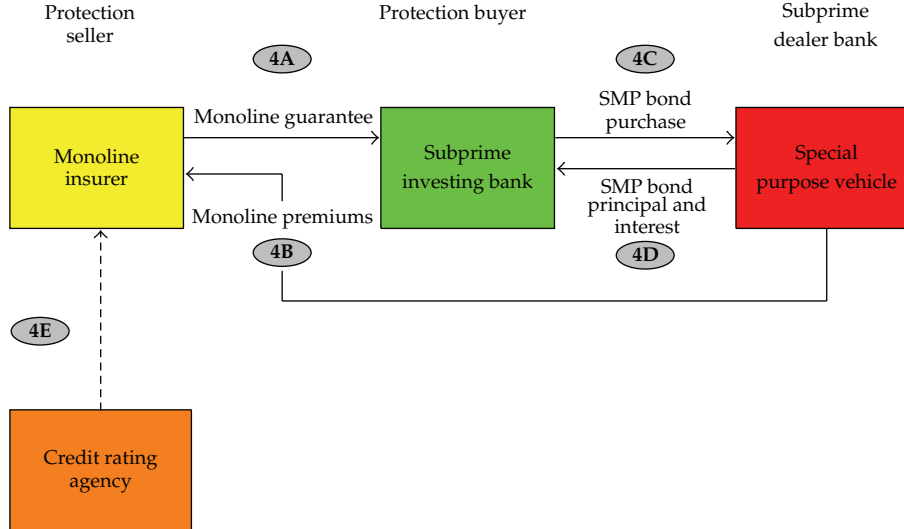 Protection
seller
Protection buyer
Subprime
dealer bank
4A
4C
Monoline guarantee
SMP bond
purchase
Monoline
insurer
Subprime
investing bank
Special
purpose vehicle
Monoline premiums
SMP bond
principal and
interest
4B
4D
4E
Credit rating
agency